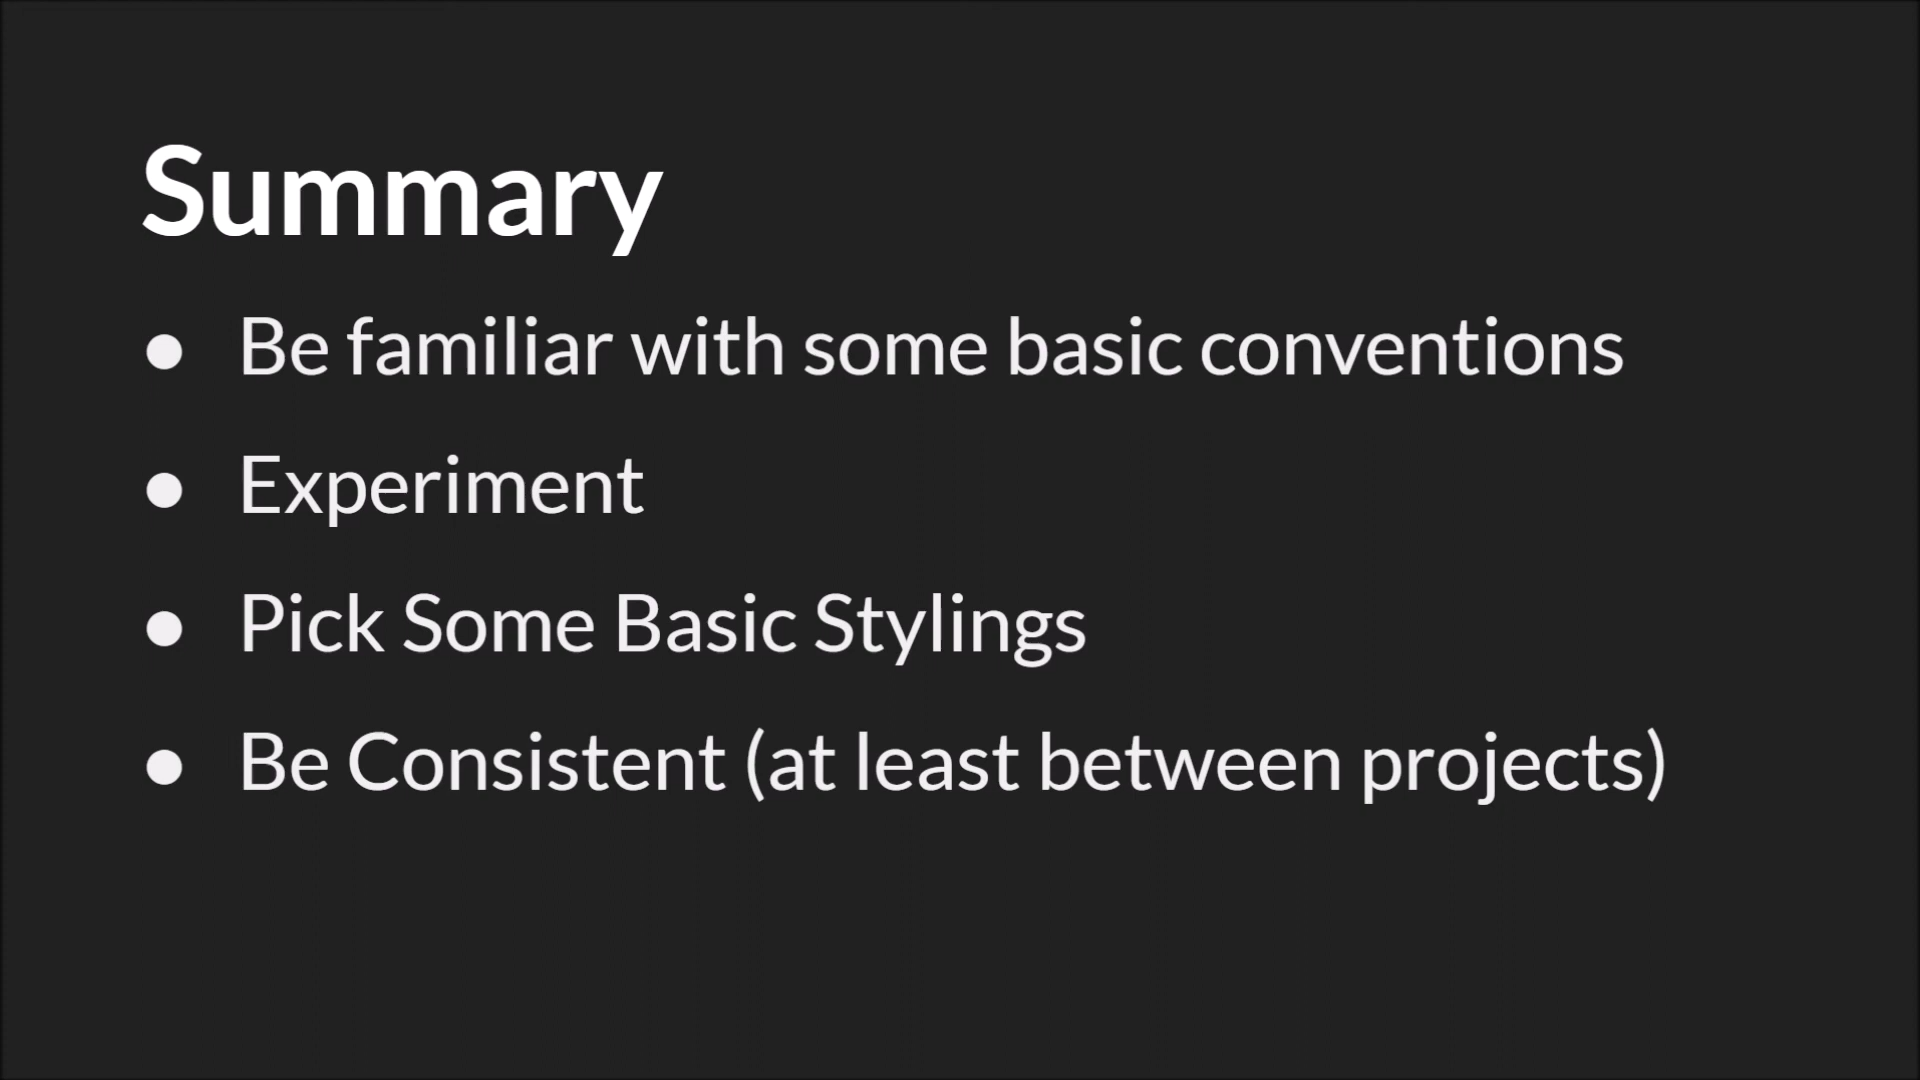 Summary
● Be familiar with some basic conventions
● Experiment
● Pick Some Basic Stylings
● Be Consistent (at least between projects)